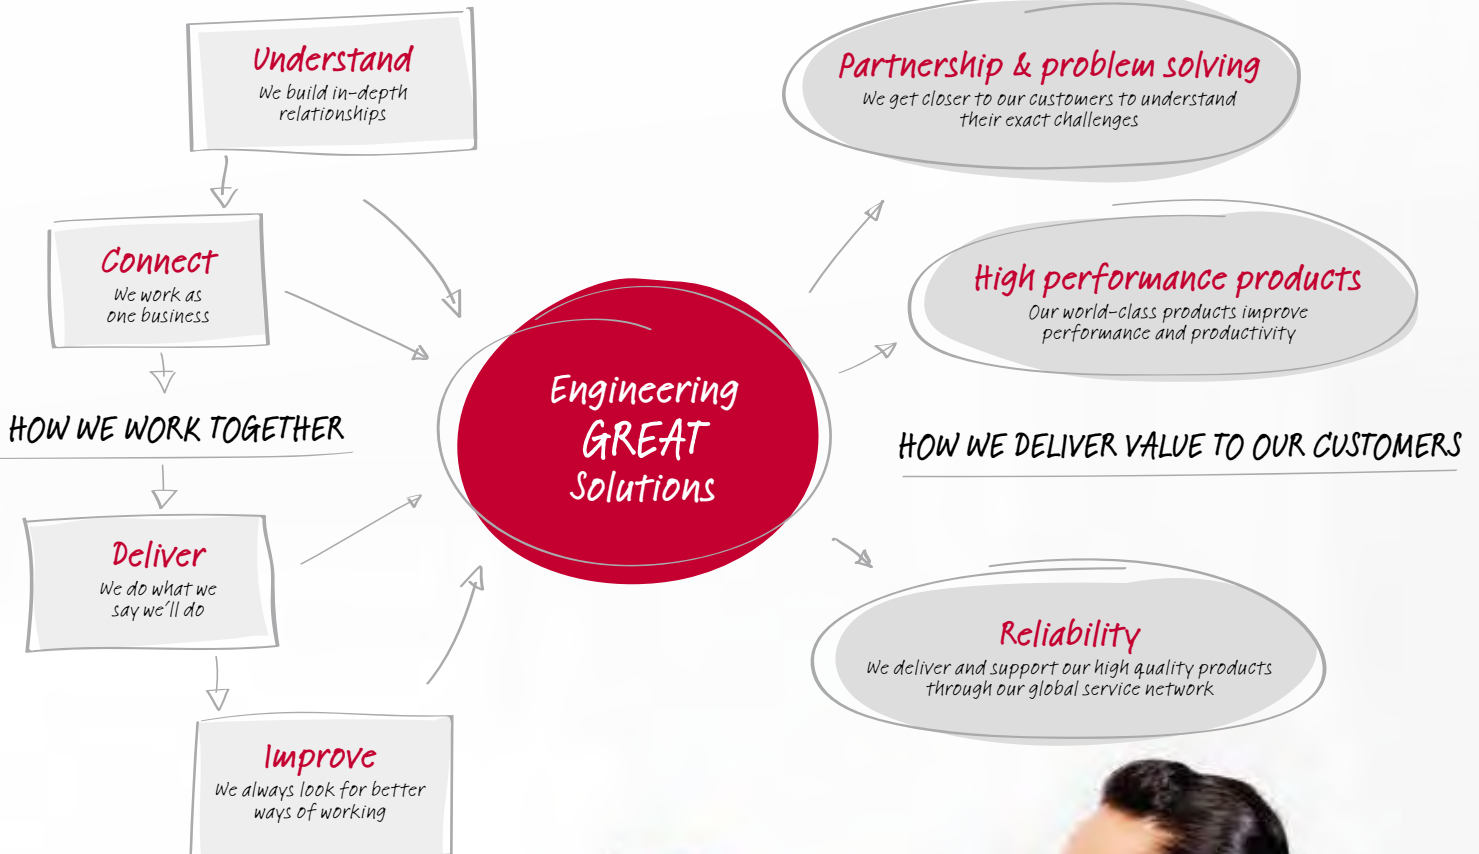 Understand
We build in-depth
relationships
Connect
We work as
one business
HOW WE WORK TOGETHER
Deliver
We do what we
say we'll do
Improve
We always look for better
ways of working
Engineering
GREAT
Solutions
Partnership & problem solving
We get closer to our customers to understand
their exact challenges
High performance products
Our world-class products improve
performance and productivity
HOW WE DELIVER VALUE TO OUR CUSTOMERS
Reliability
We deliver and support our high quality products
through our global service network